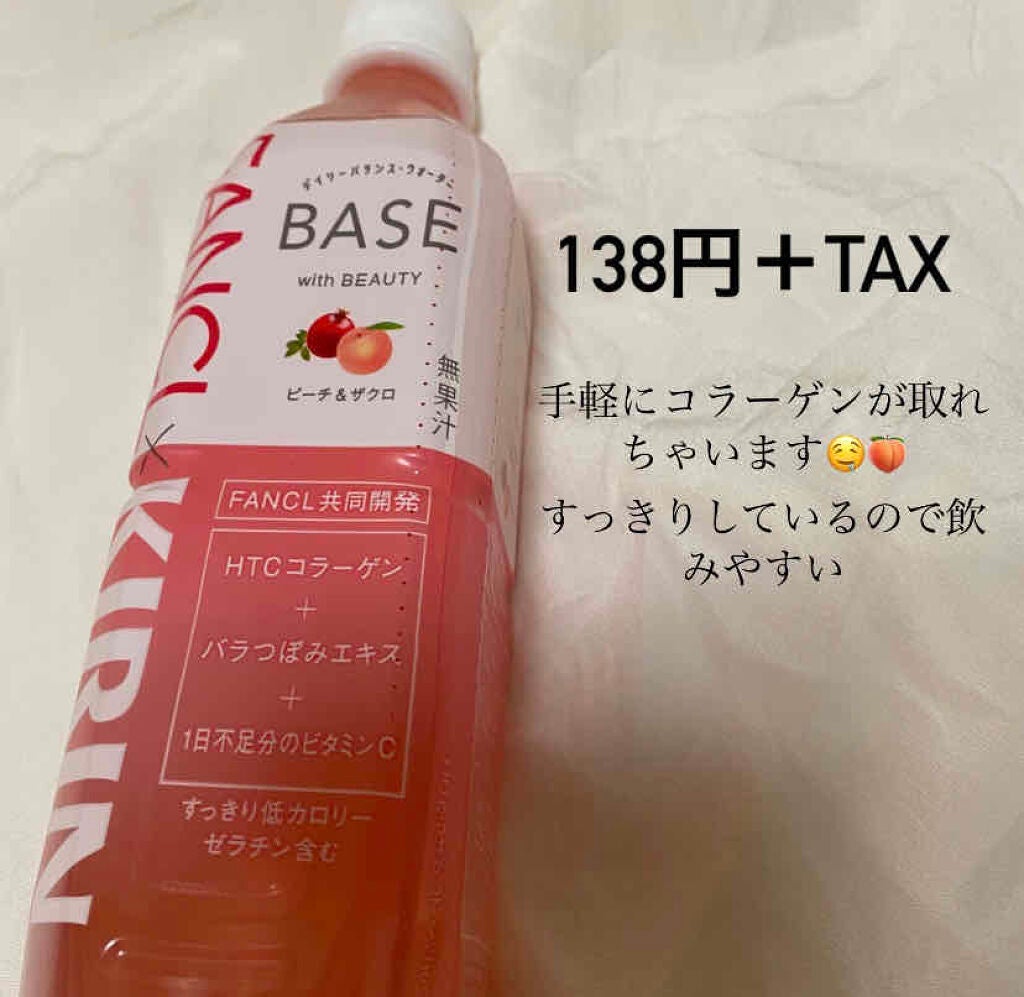 FANCL × KIRIN
デイリーバランス・ウオーター
BASE
with BEAUTY
ピーチ&ザクロ
無果汁
FANCL共同開発
HTCコラーゲン
+
バラつぼみエキス
+
1日不足分のビタミンC
すっきり低カロリー
ゼラチン含む
138円+TAX
手軽にコラーゲンが取れ
ちゃいます🤤🍑
すっきりしているので飲
みやすい